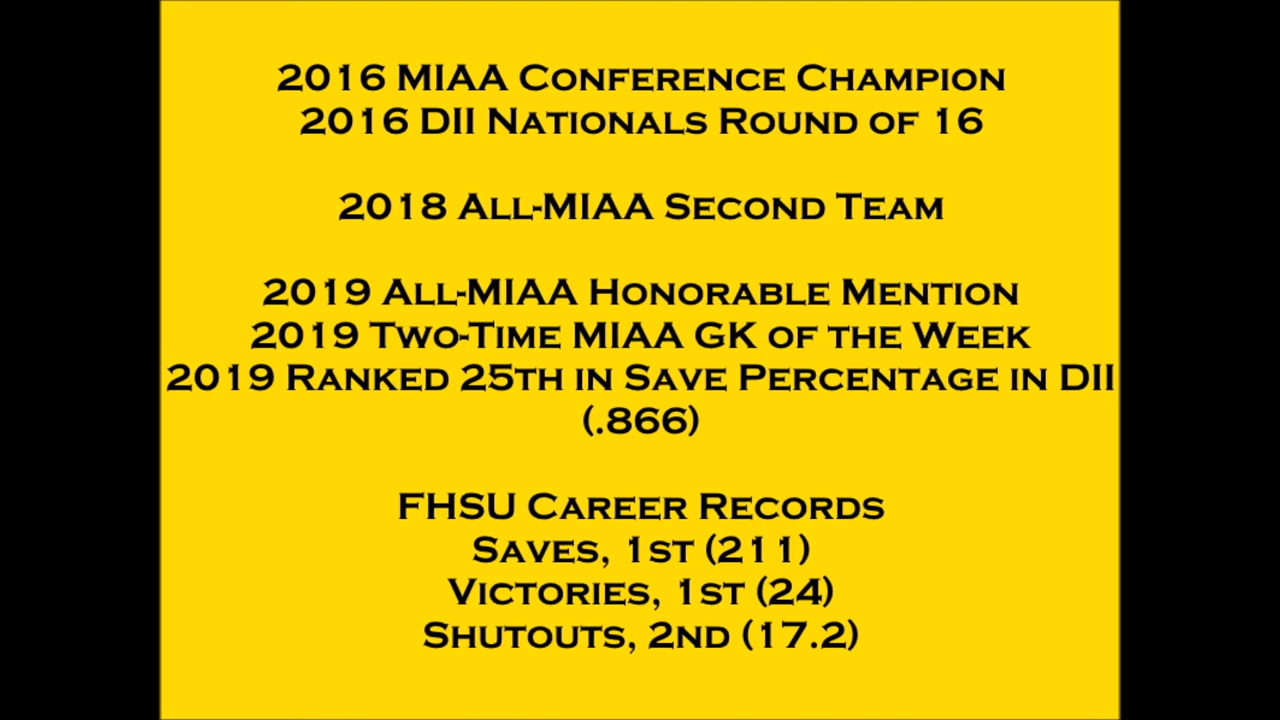 2016 MIAA Conference Champion
2016 DII Nationals Round of 16
2018 All-MIAA Second Team
2019 All-MIAA Honorable Mention
2019 Two-Time MIAA GK of the Week
2019 Ranked 25th in Save Percentage in DII
(.866)
FHSU Career Records
Saves, 1st (211)
Victories, 1st (24)
Shutouts, 2nd (17.2)